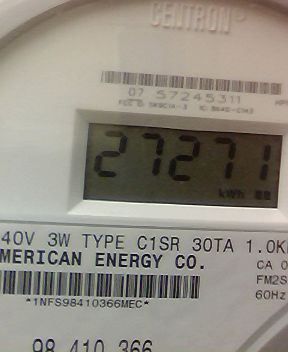 CENTRON
07 57245311
27271
kWh
40V 3W TYPE C1SR 30TA 1.0K
MERICAN ENERGY CO.
CA 0
FM2S
60Hz
*1NFS98410366MEC*
98 410 366